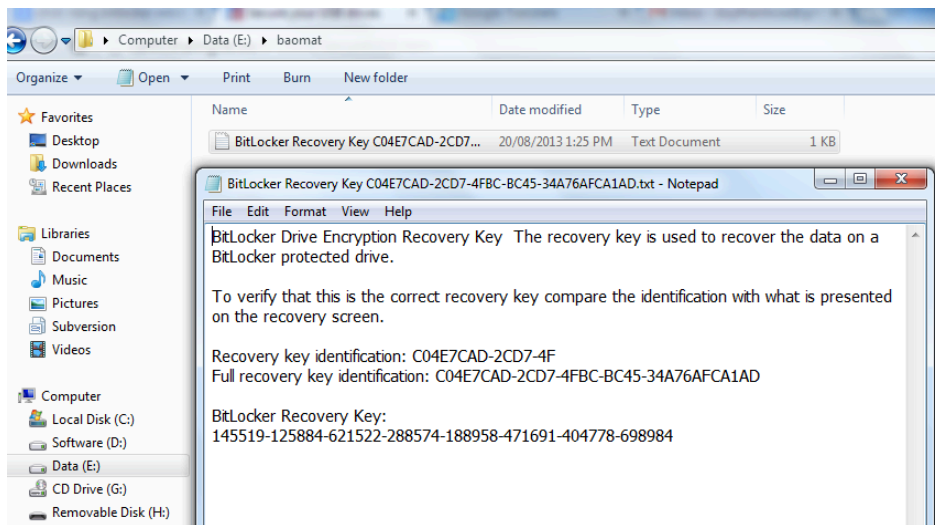 Computer ▸ Data (E:) ▸ baomat
Organize Open Print Burn New folder
Name Date modified Type Size
BitLocker Recovery Key C04E7CAD-2CD7... 20/08/2013 1:25 PM Text Document 1 KB
Favorites
Desktop
Downloads
Recent Places
Libraries
Documents
Music
Pictures
Subversion
Videos
Computer
Local Disk (C:)
Software (D:)
Data (E:)
CD Drive (G:)
Removable Disk (H:)
BitLocker Recovery Key C04E7CAD-2CD7-4FBC-BC45-34A76AFCA1AD.txt - Notepad
File Edit Format View Help
BitLocker Drive Encryption Recovery Key The recovery key is used to recover the data on a
BitLocker protected drive.
To verify that this is the correct recovery key compare the identification with what is presented
on the recovery screen.
Recovery key identification: C04E7CAD-2CD7-4F
Full recovery key identification: C04E7CAD-2CD7-4FBC-BC45-34A76AFCA1AD
BitLocker Recovery Key:
145519-125884-621522-288574-188958-471691-404778-698984